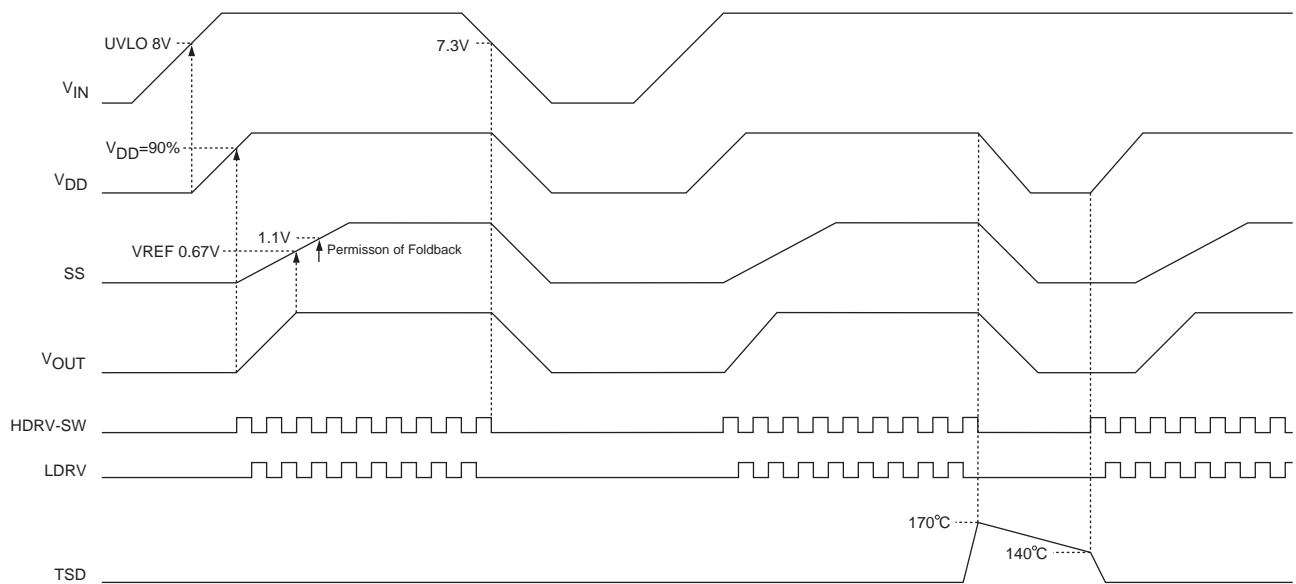 UVLO 8V
7.3V
VIN
VDD=90%
VDD
1.1V
VREF 0.67V
Permisson of Foldback
SS
VOUT
HDRV-SW
LDRV
170°C
140°C
TSD